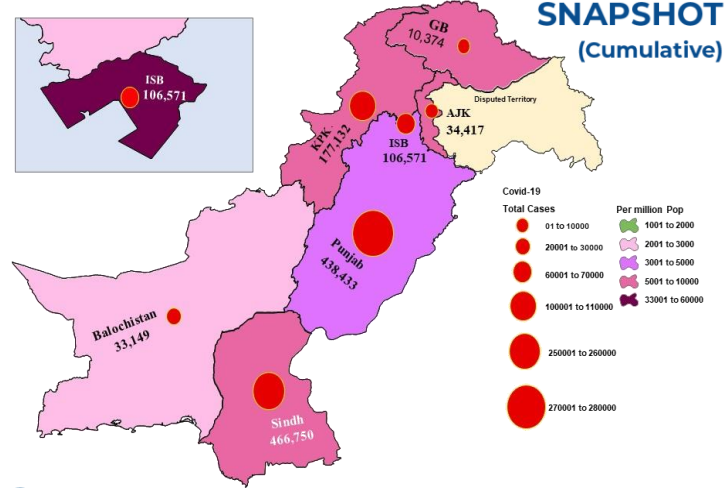 SNAPSHOT
(Cumulative)
ISB
106,571
GB
10,374
Disputed Territory
AJK
34,417
KPK
177,132
ISB
106,571
Punjab
438,433
Balochistan
33,149
Sindh
466,750
Covid-19
Total Cases
01 to 10000
20001 to 30000
60001 to 70000
100001 to 110000
250001 to 260000
270001 to 280000
Per million Pop
1001 to 2000
2001 to 3000
3001 to 5000
5001 to 10000
33001 to 60000